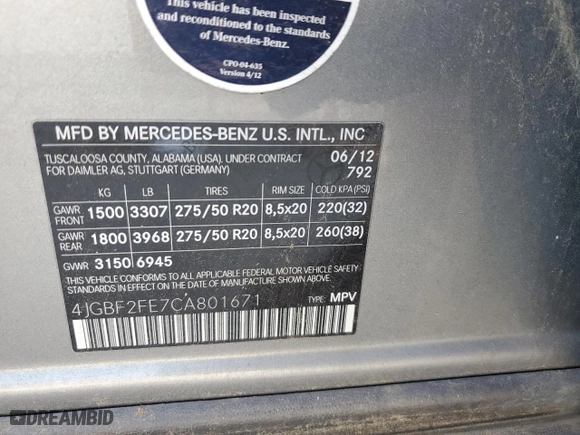 This vehicle has been inspected
and reconditioned to the standards
of Mercedes-Benz.
CPO-04-635
Version 4/12
MFD BY MERCEDES-BENZ U.S. INTL., INC
TUSCALOOSA COUNTY, ALABAMA (USA). UNDER CONTRACT 06/12
FOR DAIMLER AG, STUTTGART (GERMANY) 792
KG LB TIRES RIM SIZE COLD KPA (PSI)
GAWR FRONT 1500 3307 275/50 R20 8,5x20 220(32)
GAWR REAR 1800 3968 275/50 R20 8,5x20 260(38)
GVWR 3150 6945
THIS VEHICLE CONFORMS TO ALL APPLICABLE FEDERAL MOTOR VEHICLE SAFETY
STANDARDS IN EFFECT ON THE DATE OF MANUFACTURE SHOWN ABOVE.
4JGBF2FE7CA801671 TYPE: MPV
DREAMBID